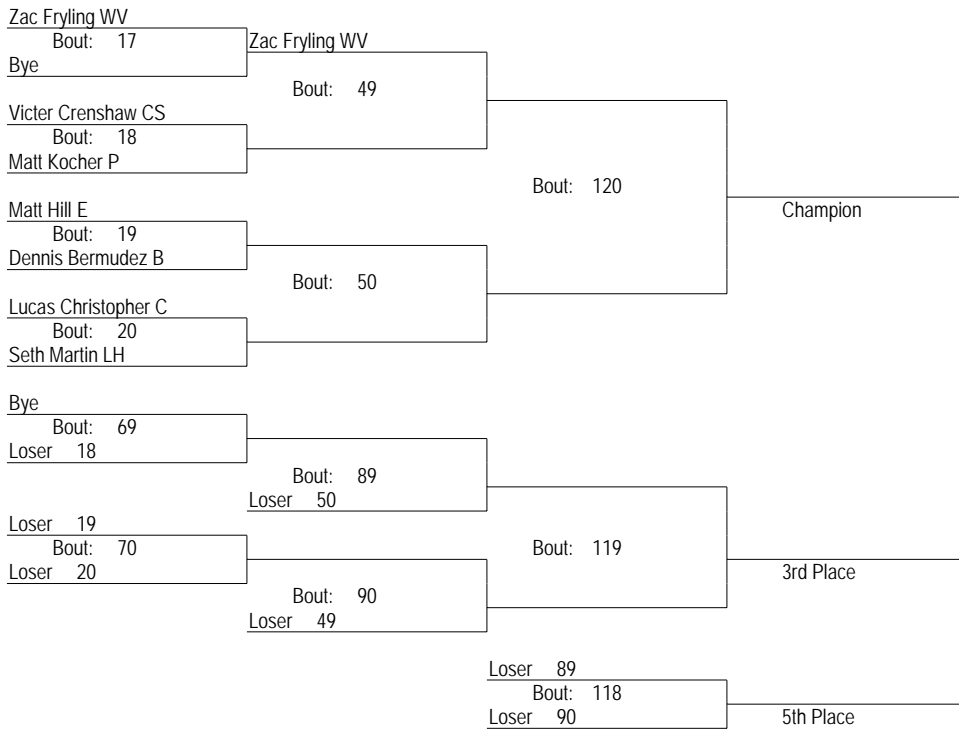 Zac Fryling WV
Bout: 17
Zac Fryling WV
Bye
Bout: 49
Victer Crenshaw CS
Bout: 18
Matt Kocher P
Bout: 120
Matt Hill E
Champion
Bout: 19
Dennis Bermudez B
Bout: 50
Lucas Christopher C
Bout: 20
Seth Martin LH
Bye
Bout: 69
Loser 18
Bout: 89
Loser 50
Loser 19
Bout: 70
Bout: 119
Loser 20
3rd Place
Bout: 90
Loser 49
Loser 89
Bout: 118
Loser 90
5th Place